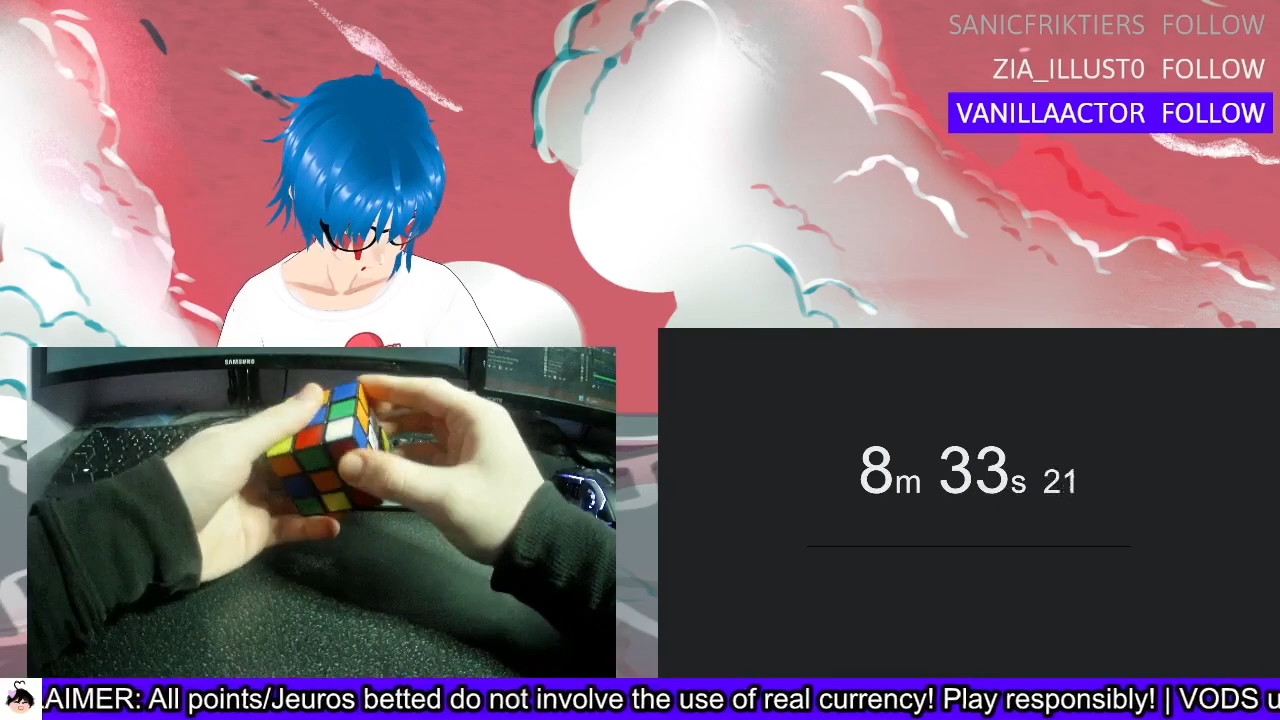 SANICFRIKTIERS FOLLOW
ZIA_ILLUST0 FOLLOW
VANILLAACTOR FOLLOW
SAMSUNG
8m 33s 21
AIMER: All points/Jeuros betted do not involve the use of real currency! Play responsibly! | VODS u